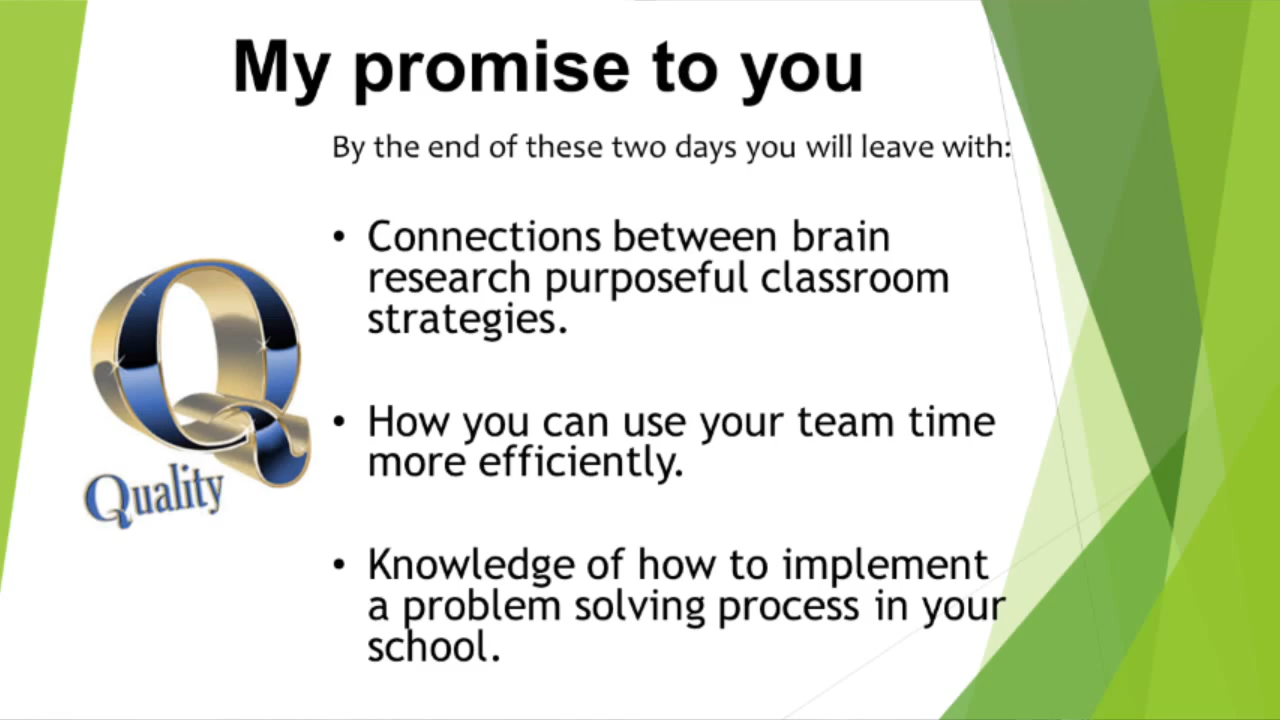 My promise to you
By the end of these two days you will leave with:
• Connections between brain
research purposeful classroom
strategies.
Q
Quality
• How you can use your team time
more efficiently.
• Knowledge of how to implement
a problem solving process in your
school.